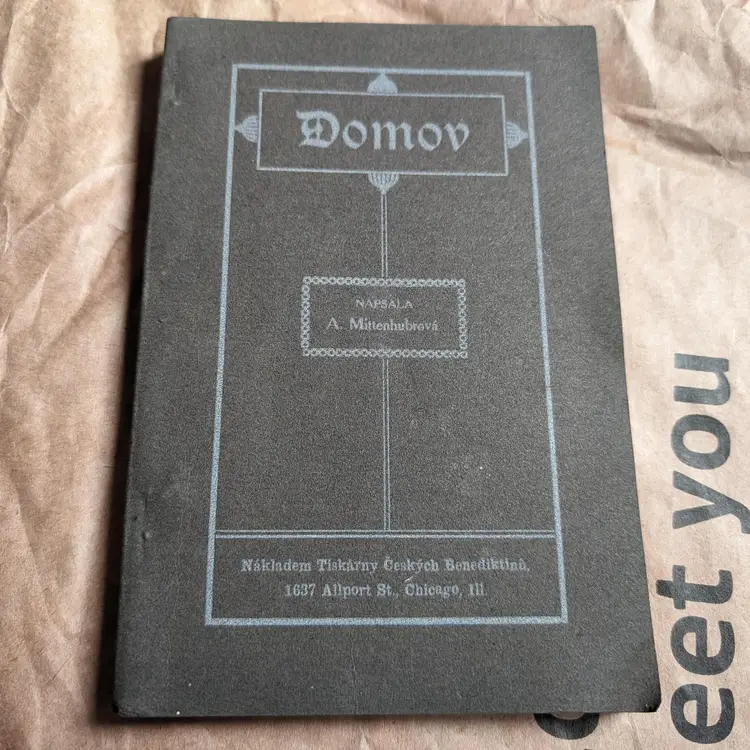 Domov
NAPSALA
A. Mittenhubrová
Nákladem Tiskárny Českých Benediktinů,
1637 Allport St., Chicago, Ill
eet you